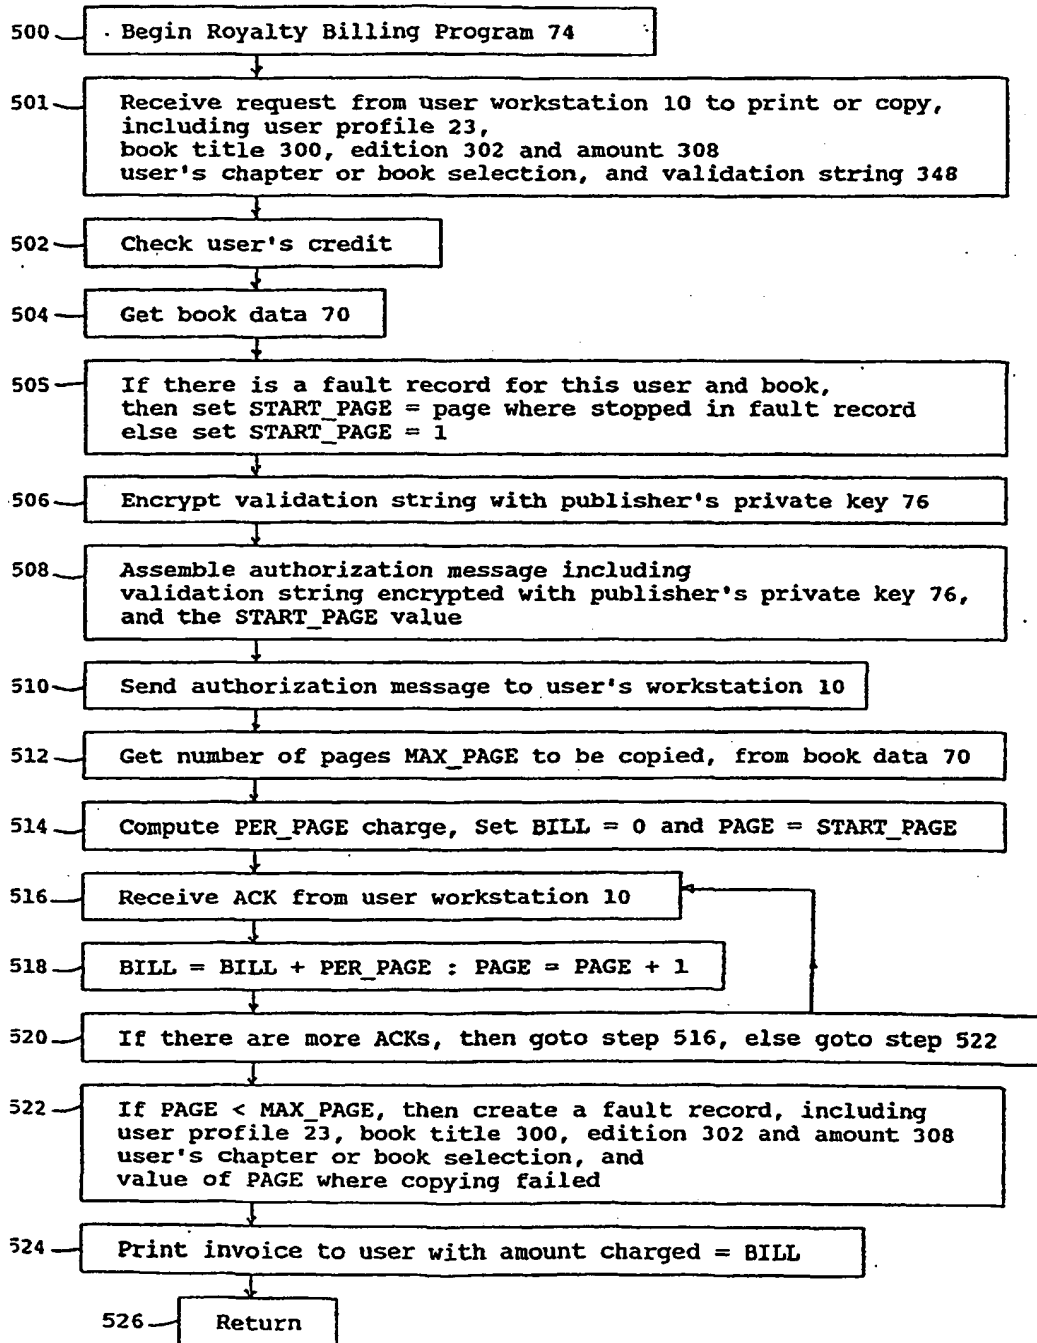 500 Begin Royalty Billing Program 74
501 Receive request from user workstation 10 to print or copy,
including user profile 23,
book title 300, edition 302 and amount 308
user's chapter or book selection, and validation string 348
502 Check user's credit
504 Get book data 70
505 If there is a fault record for this user and book,
then set START_PAGE = page where stopped in fault record
else set START_PAGE = 1
506 Encrypt validation string with publisher's private key 76
508 Assemble authorization message including
validation string encrypted with publisher's private key 76,
and the START_PAGE value
510 Send authorization message to user's workstation 10
512 Get number of pages MAX_PAGE to be copied, from book data 70
514 Compute PER_PAGE charge, Set BILL = 0 and PAGE = START_PAGE
516 Receive ACK from user workstation 10
518 BILL = BILL + PER_PAGE : PAGE = PAGE + 1
520 If there are more ACKs, then goto step 516, else goto step 522
522 If PAGE < MAX_PAGE, then create a fault record, including
user profile 23, book title 300, edition 302 and amount 308
user's chapter or book selection, and
value of PAGE where copying failed
524 Print invoice to user with amount charged = BILL
526 Return